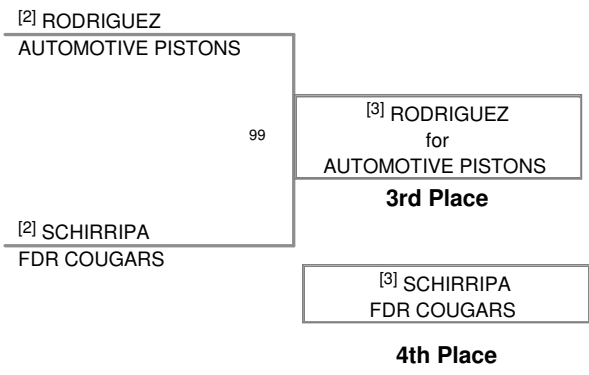 [2] RODRIGUEZ
AUTOMOTIVE PISTONS
99
[3] RODRIGUEZ
for
AUTOMOTIVE PISTONS
3rd Place
[2] SCHIRRIPA
FDR COUGARS
[3] SCHIRRIPA
FDR COUGARS
4th Place